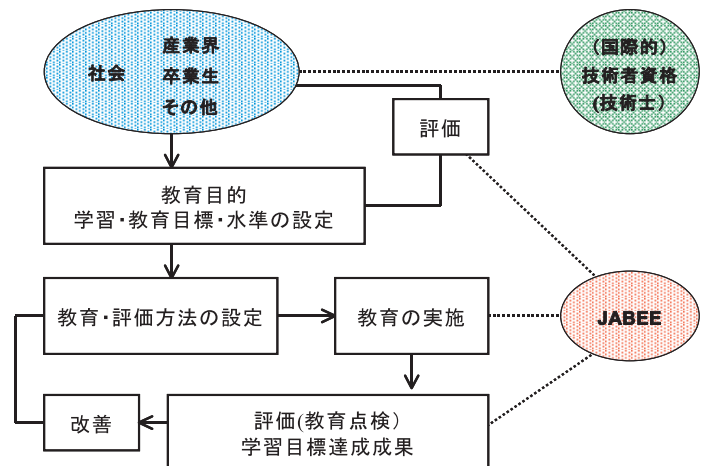 社会
産業界
卒業生
その他
（国際的）
技術者資格
(技術士）
評価
教育目的
学習・教育目標・水準の設定
教育・評価方法の設定
教育の実施
JABEE
改善
評価(教育点検）
学習目標達成成果